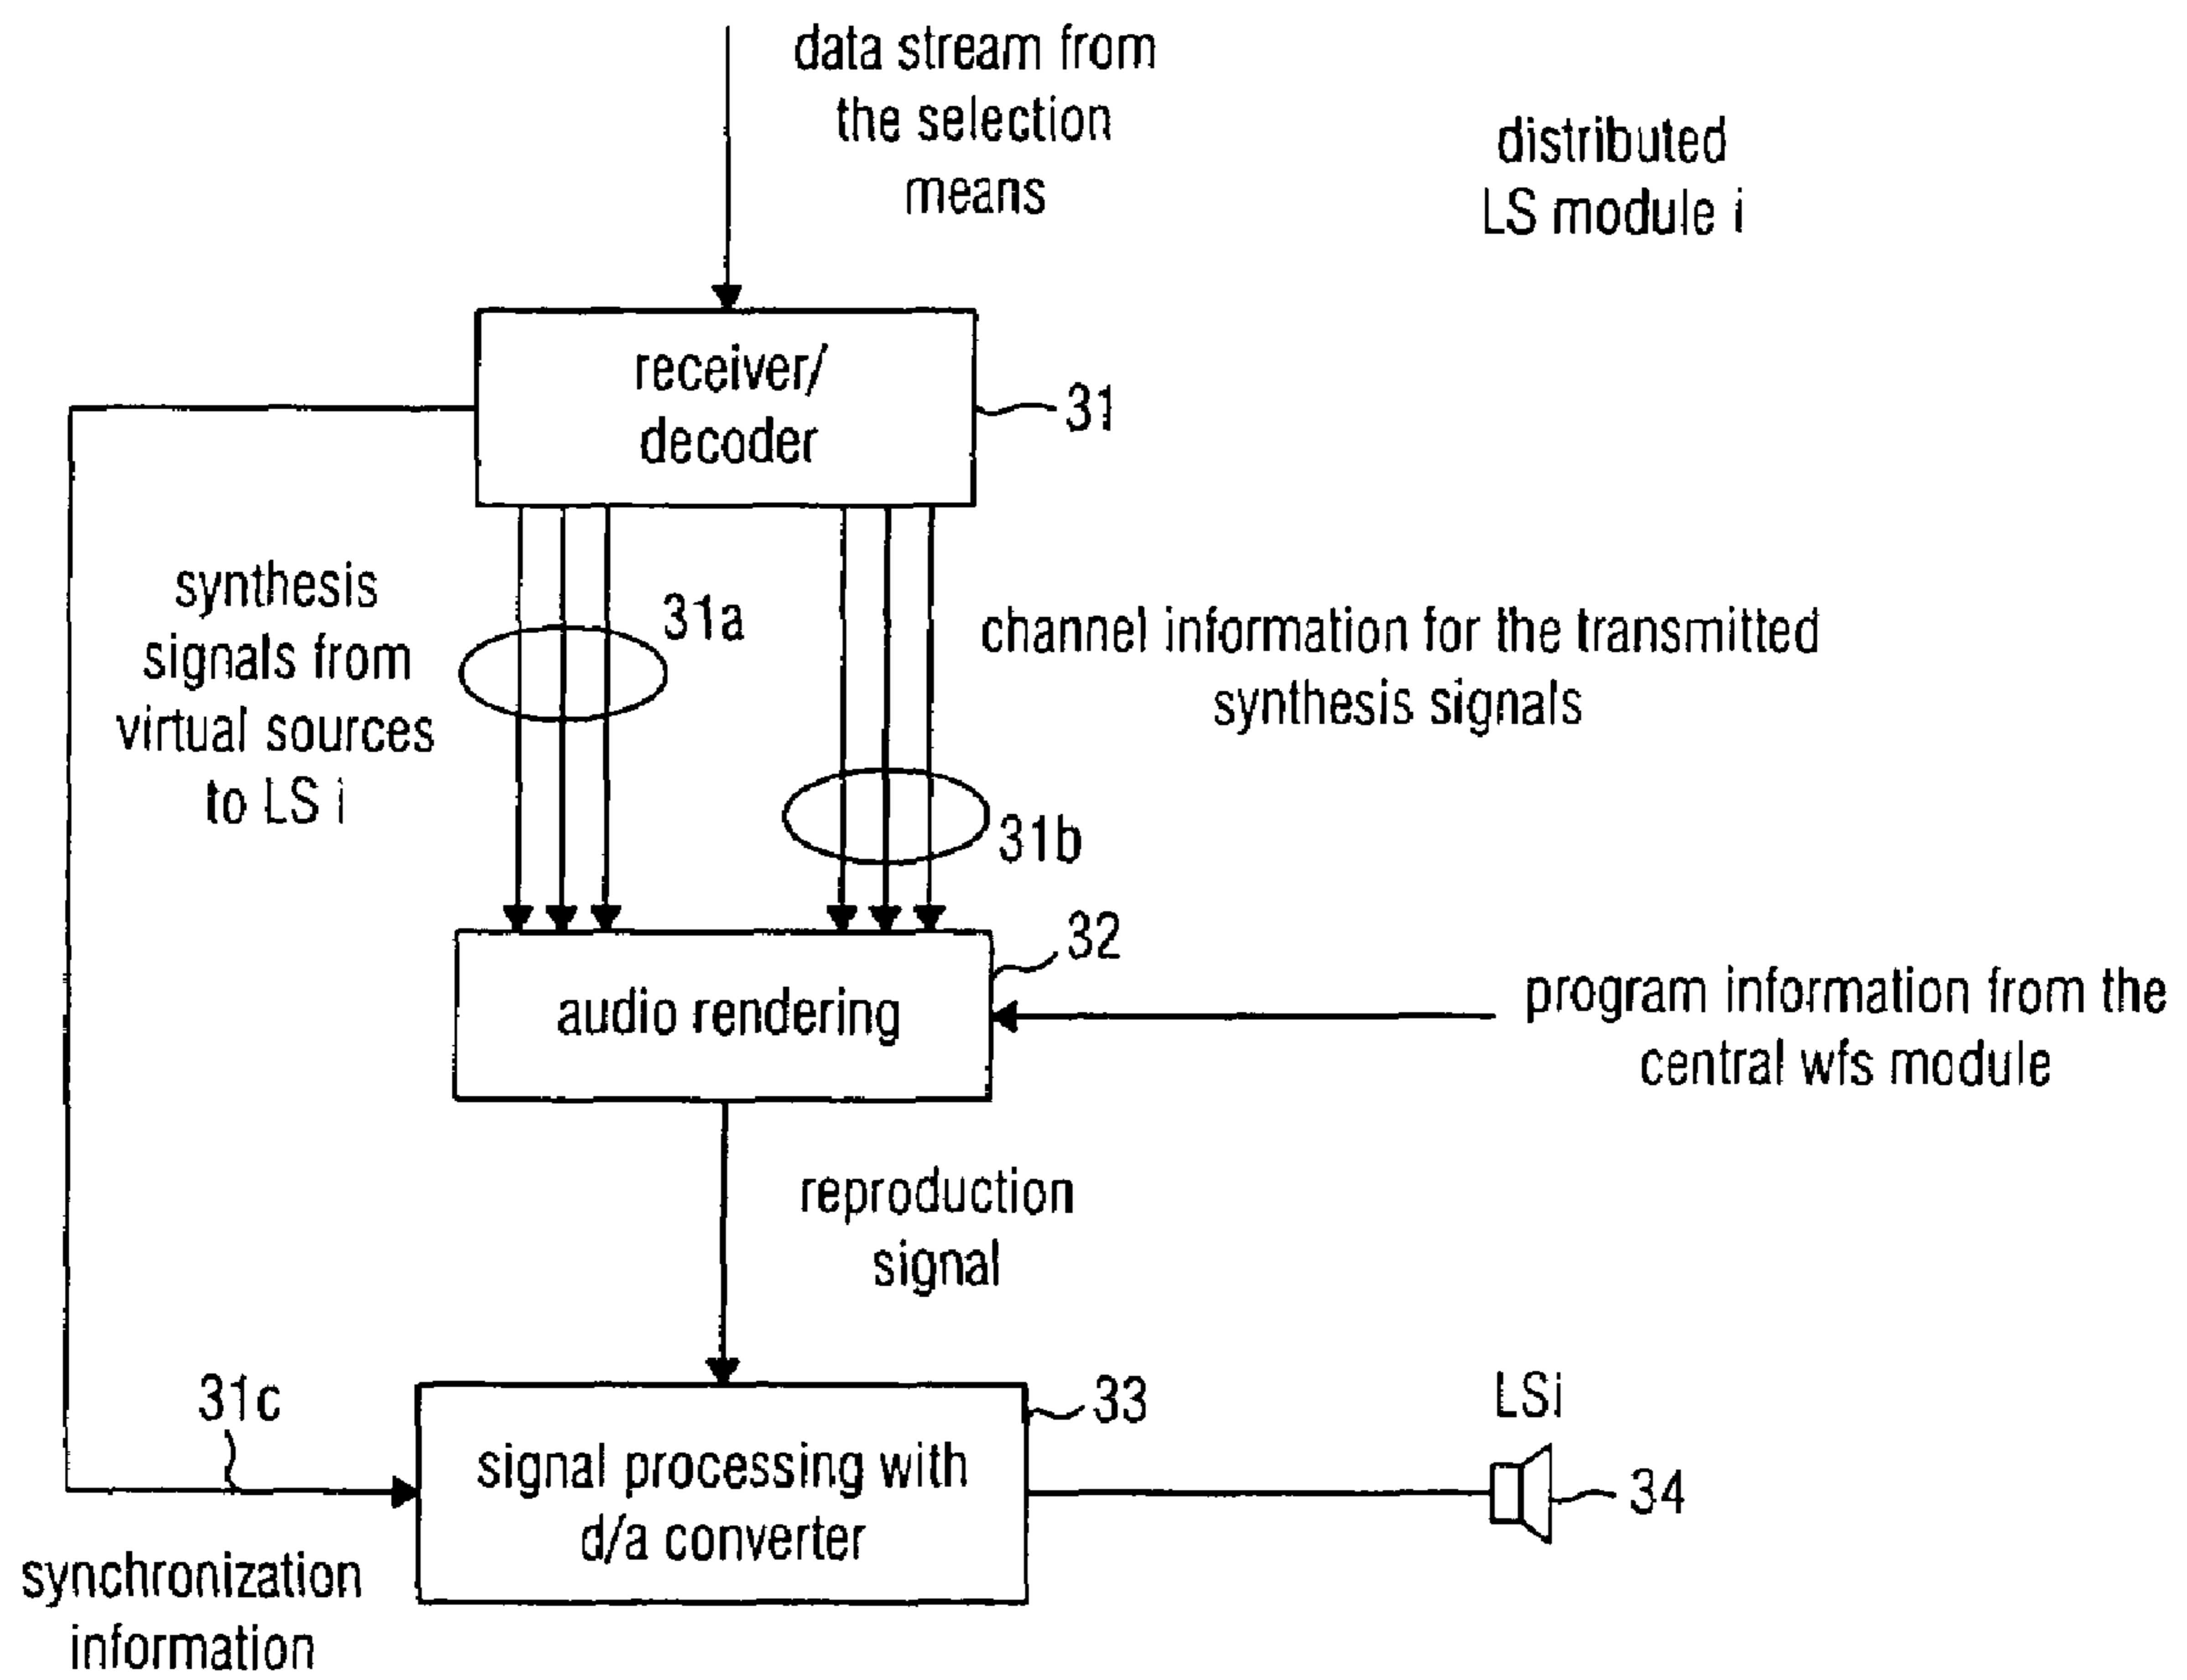 data stream from
the selection
means
distributed
LS module i
receiver/
decoder
31
synthesis
signals from
virtual sources
to LS i
31a
channel information for the transmitted
synthesis signals
31b
32
audio rendering
program information from the
central wfs module
reproduction
signal
31c
33
signal processing with
d/a converter
LSi
34
synchronization
information